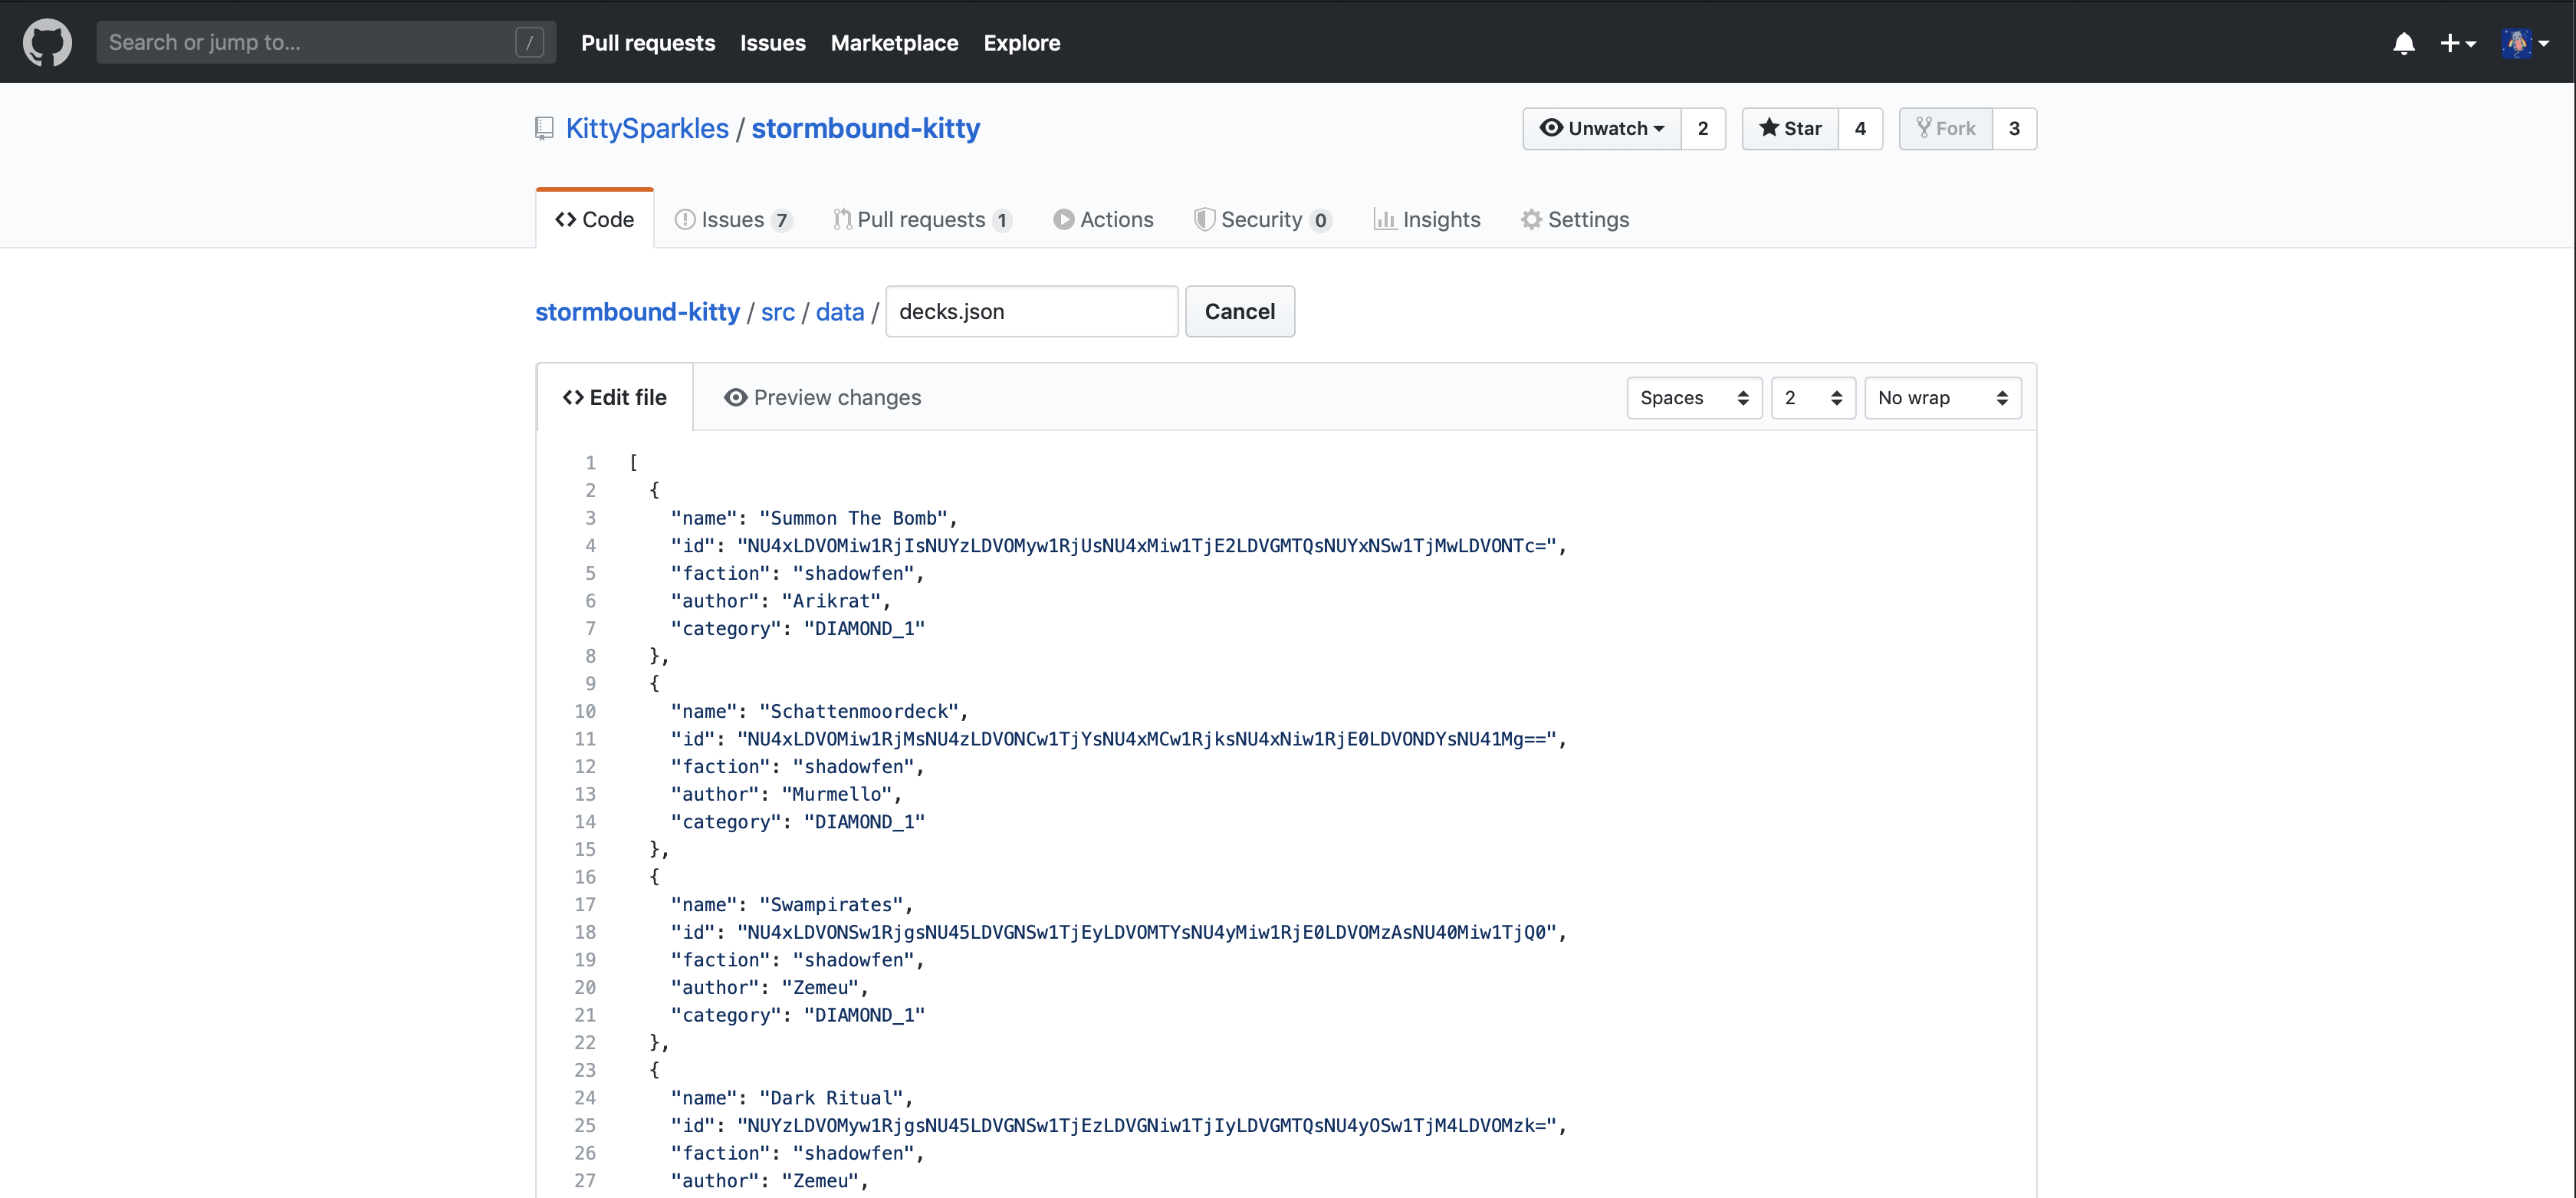 Search or jump to... / Pull requests Issues Marketplace Explore
KittySparkles / stormbound-kitty Unwatch 2 Star 4 Fork 3
Code Issues 7 Pull requests 1 Actions Security 0 Insights Settings
stormbound-kitty / src / data / decks.json Cancel
Edit file Preview changes Spaces 2 No wrap
1 [
2 {
3 "name": "Summon The Bomb",
4 "id": "NU4xLDVOMiw1RjIsNUYzLDVOMyw1RjUsNU4xMiw1TjE2LDVGMTQsNUYxNSw1TjMwLDVONTc=",
5 "faction": "shadowfen",
6 "author": "Arikrat",
7 "category": "DIAMOND_1"
8 },
9 {
10 "name": "Schattenmoordeck",
11 "id": "NU4xLDVOMiw1RjMsNU4zLDVONCw1TjYsNU4xMCw1RjksNU4xNiw1RjE0LDVONDYsNU41Mg==",
12 "faction": "shadowfen",
13 "author": "Murmello",
14 "category": "DIAMOND_1"
15 },
16 {
17 "name": "Swampirates",
18 "id": "NU4xLDVONSw1RjgsNU45LDVGNSw1TjEyLDVOMTYsNU4yMiw1RjE0LDVOMzAsNU40Miw1TjQ0",
19 "faction": "shadowfen",
20 "author": "Zemeu",
21 "category": "DIAMOND_1"
22 },
23 {
24 "name": "Dark Ritual",
25 "id": "NUYzLDVOMyw1RjgsNU45LDVGNSw1TjEzLDVGNiw1TjIyLDVGMTQsNU4yOSw1TjM4LDVOMzk=",
26 "faction": "shadowfen",
27 "author": "Zemeu",